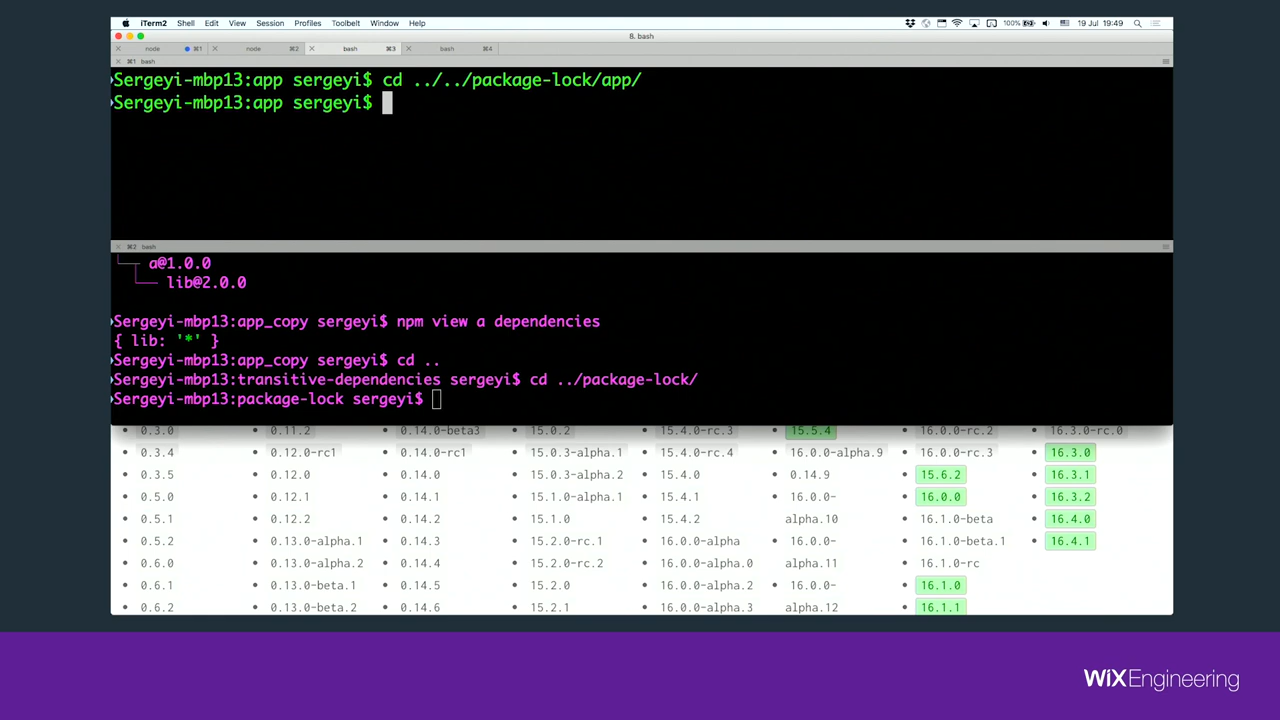 iTerm2 Shell Edit View Session Profiles Toolbelt Window Help 100% 19 Jul 19:49
8. bash
node ⌘1 node ⌘2 bash ⌘3 bash ⌘4
⌘1 bash
Sergeyi-mbp13:app sergeyi$ cd ../../package-lock/app/
Sergeyi-mbp13:app sergeyi$
⌘2 bash
└─ a@1.0.0
└─ lib@2.0.0
Sergeyi-mbp13:app_copy sergeyi$ npm view a dependencies
{ lib: '*' }
Sergeyi-mbp13:app_copy sergeyi$ cd ..
Sergeyi-mbp13:transitive-dependencies sergeyi$ cd ../package-lock/
Sergeyi-mbp13:package-lock sergeyi$
• 0.3.0 • 0.11.2 • 0.14.0-beta3 • 15.0.2 • 15.4.0-rc.3 • 15.5.4 • 16.0.0-rc.2 • 16.3.0-rc.0
• 0.3.4 • 0.12.0-rc1 • 0.14.0-rc1 • 15.0.3-alpha.1 • 15.4.0-rc.4 • 16.0.0-alpha.9 • 16.0.0-rc.3 • 16.3.0
• 0.3.5 • 0.12.0 • 0.14.0 • 15.0.3-alpha.2 • 15.4.0 • 0.14.9 • 15.6.2 • 16.3.1
• 0.5.0 • 0.12.1 • 0.14.1 • 15.1.0-alpha.1 • 15.4.1 • 16.0.0- • 16.0.0 • 16.3.2
• 0.5.1 • 0.12.2 • 0.14.2 • 15.1.0 • 15.4.2 alpha.10 • 16.1.0-beta • 16.4.0
• 0.5.2 • 0.13.0-alpha.1 • 0.14.3 • 15.2.0-rc.1 • 16.0.0-alpha • 16.0.0- • 16.1.0-beta.1 • 16.4.1
• 0.6.0 • 0.13.0-alpha.2 • 0.14.4 • 15.2.0-rc.2 • 16.0.0-alpha.0 alpha.11 • 16.1.0-rc
• 0.6.1 • 0.13.0-beta.1 • 0.14.5 • 15.2.0 • 16.0.0-alpha.2 • 16.0.0- • 16.1.0
• 0.6.2 • 0.13.0-beta.2 • 0.14.6 • 15.2.1 • 16.0.0-alpha.3 alpha.12 • 16.1.1
WiXEngineering